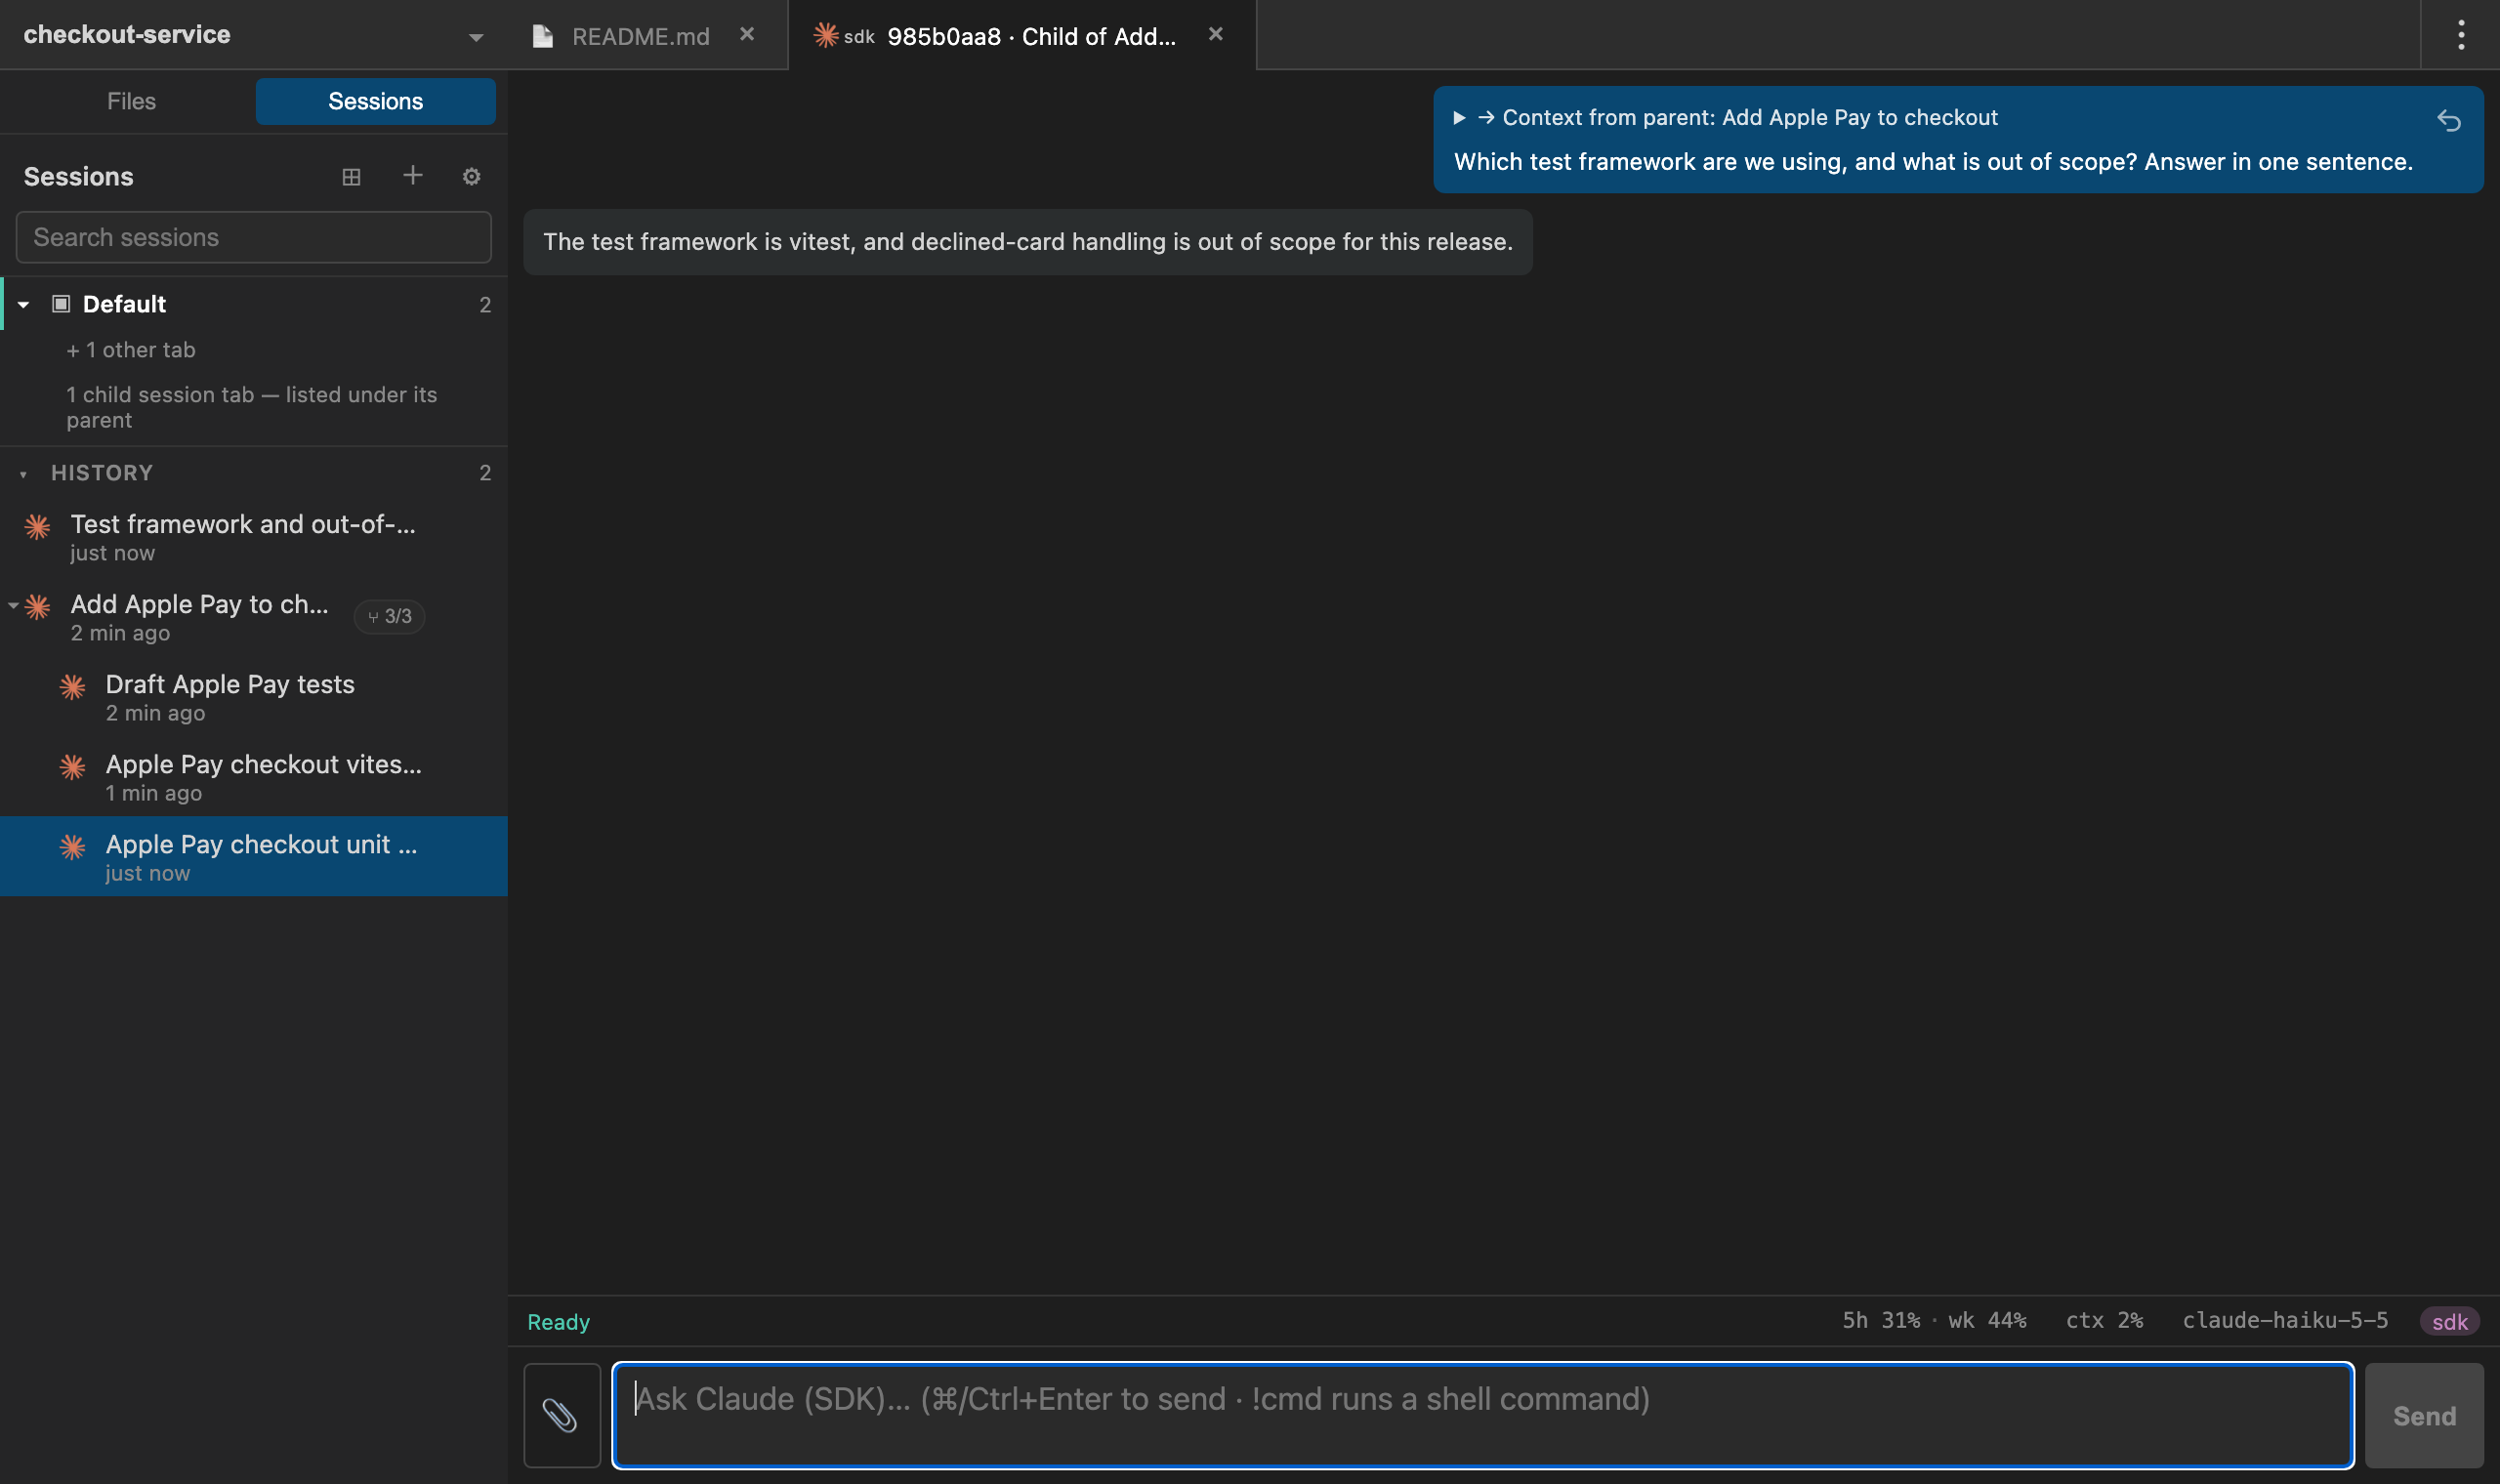 checkout-service
README.md
sdk 985b0aa8 · Child of Add...
Files
Sessions
→ Context from parent: Add Apple Pay to checkout
Which test framework are we using, and what is out of scope? Answer in one sentence.
The test framework is vitest, and declined-card handling is out of scope for this release.
Sessions
Search sessions
Default 2
+ 1 other tab
1 child session tab — listed under its
parent
HISTORY 2
Test framework and out-of-...
just now
Add Apple Pay to ch... 3/3
2 min ago
Draft Apple Pay tests
2 min ago
Apple Pay checkout vites...
1 min ago
Apple Pay checkout unit ...
just now
Ready
5h 31% · wk 44% ctx 2% claude-haiku-5-5 sdk
Ask Claude (SDK)... (⌘/Ctrl+Enter to send · !cmd runs a shell command)
Send